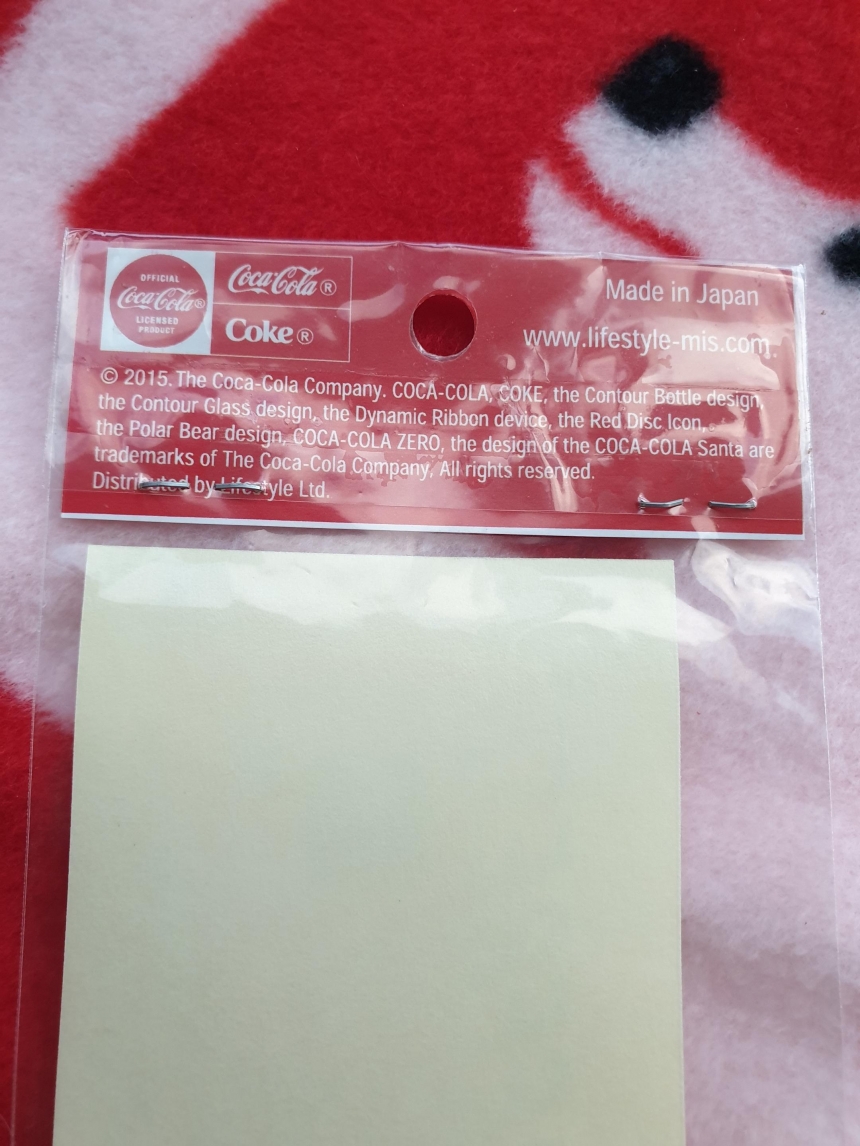 OFFICIAL
Coca-Cola®
LICENSED
PRODUCT
Coca-Cola®
Coke®
Made in Japan
www.lifestyle-mis.com
© 2015. The Coca-Cola Company. COCA-COLA, COKE, the Contour Bottle design,
the Contour Glass design, the Dynamic Ribbon device, the Red Disc Icon,
the Polar Bear design, COCA-COLA ZERO, the design of the COCA-COLA Santa are
trademarks of The Coca-Cola Company, All rights reserved.
Distributed by Lifestyle Ltd.